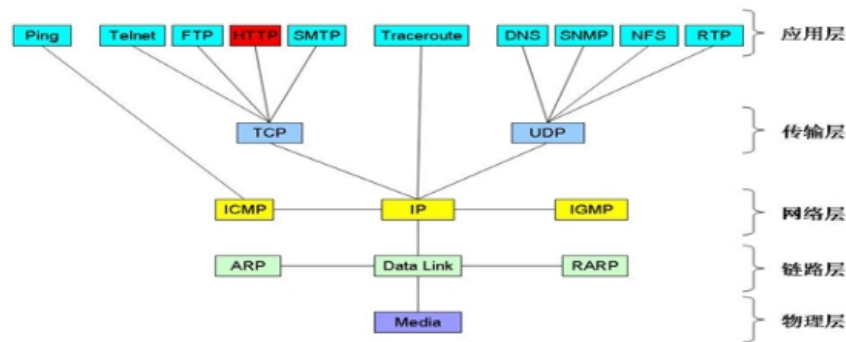 Ping Telnet FTP HTTP SMTP Traceroute DNS SNMP NFS RTP 应用层
TCP UDP 传输层
ICMP IP IGMP 网络层
ARP Data Link RARP 链路层
Media 物理层